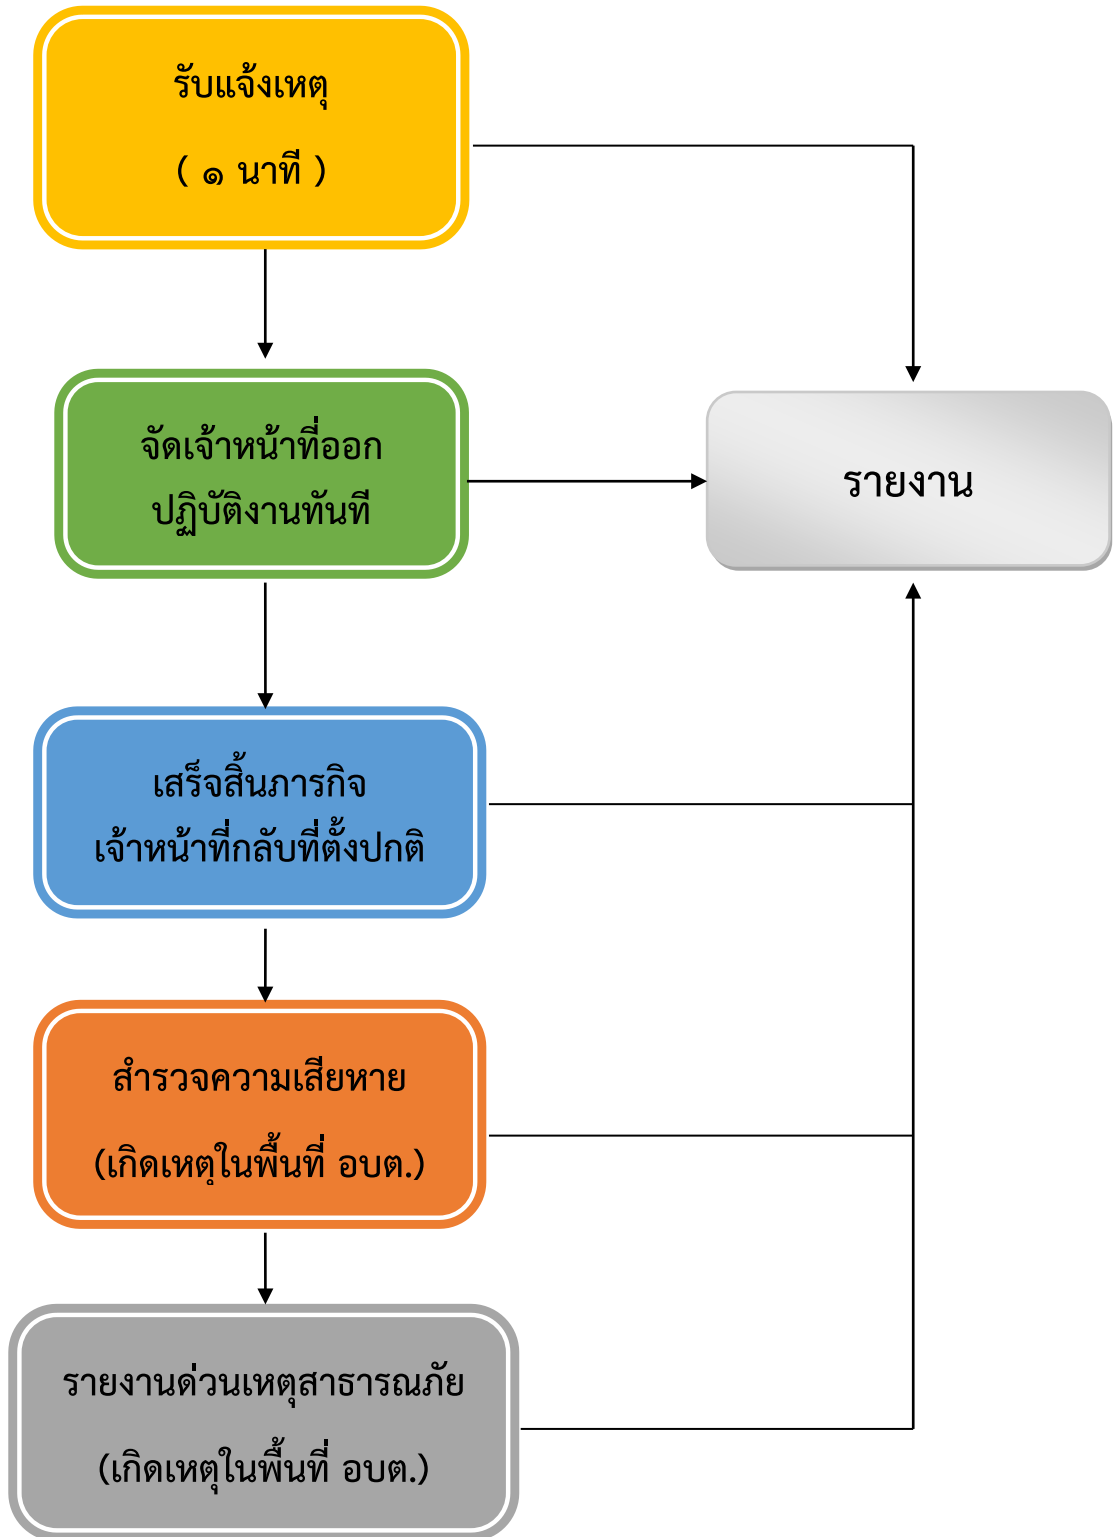 รับแจ้งเหตุ
( ๑ นาที )
จัดเจ้าหน้าที่ออก
ปฏิบัติงานทันที
รายงาน
เสร็จสิ้นภารกิจ
เจ้าหน้าที่กลับที่ตั้งปกติ
สำรวจความเสียหาย
(เกิดเหตุในพื้นที่ อบต.)
รายงานด่วนเหตุสาธารณภัย
(เกิดเหตุในพื้นที่ อบต.)